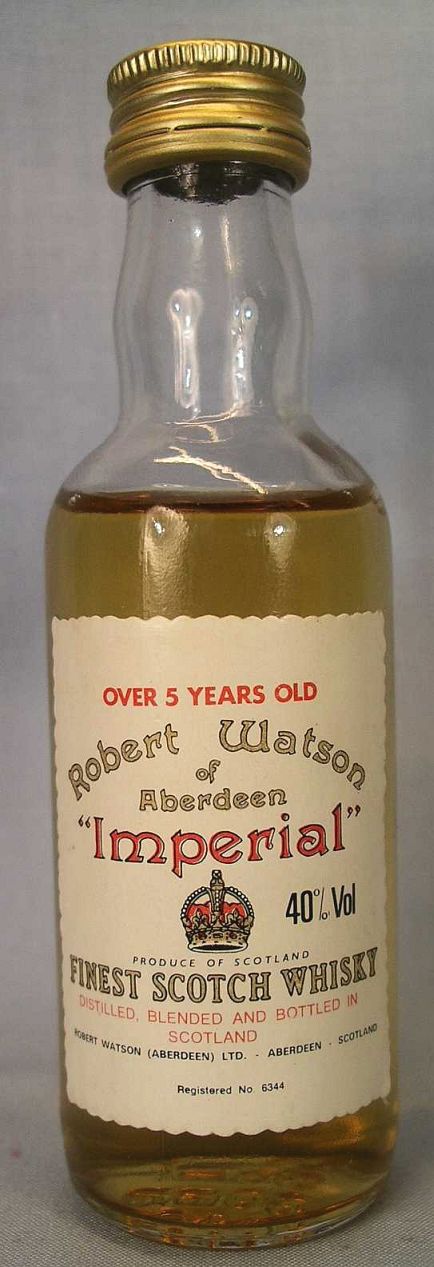 OVER 5 YEARS OLD
Robert Watson
of
Aberdeen
“Imperial”
40% Vol
PRODUCE OF SCOTLAND
FINEST SCOTCH WHISKY
DISTILLED, BLENDED AND BOTTLED IN
SCOTLAND
ROBERT WATSON (ABERDEEN) LTD. - ABERDEEN - SCOTLAND
Registered No. 6344